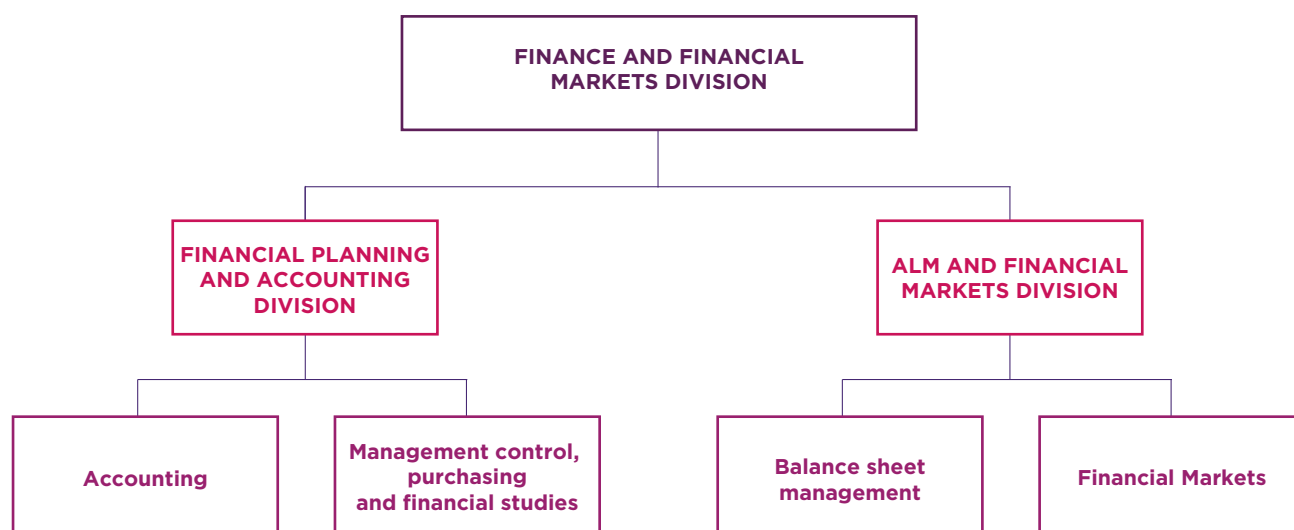 FINANCE AND FINANCIAL
MARKETS DIVISION
FINANCIAL PLANNING
AND ACCOUNTING
DIVISION
ALM AND FINANCIAL
MARKETS DIVISION
Accounting
Management control,
purchasing
and financial studies
Balance sheet
management
Financial Markets